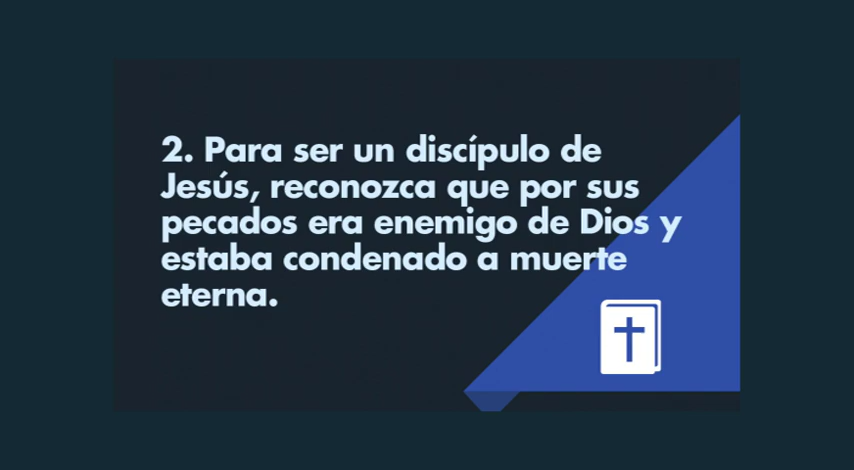 2. Para ser un discípulo de
Jesús, reconozca que por sus
pecados era enemigo de Dios y
estaba condenado a muerte
eterna.